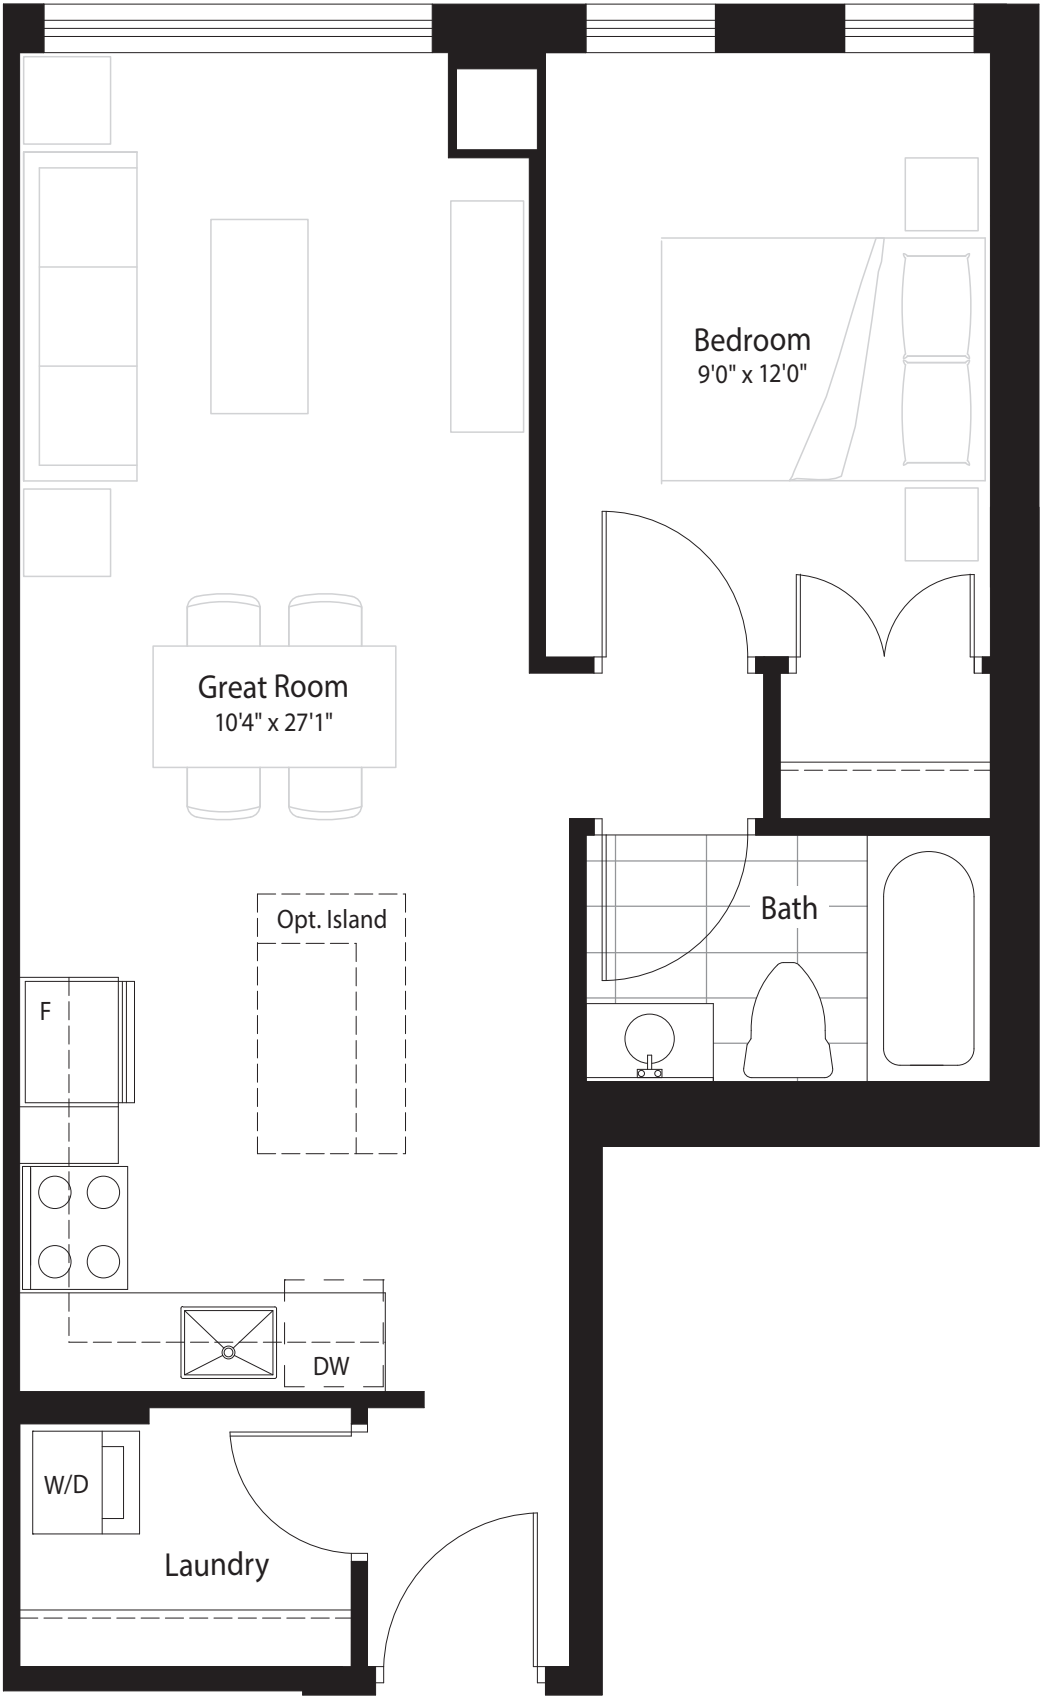 Bedroom
9'0" x 12'0"
Great Room
10'4" x 27'1"
Bath
Opt. Island
F
DW
W/D
Laundry